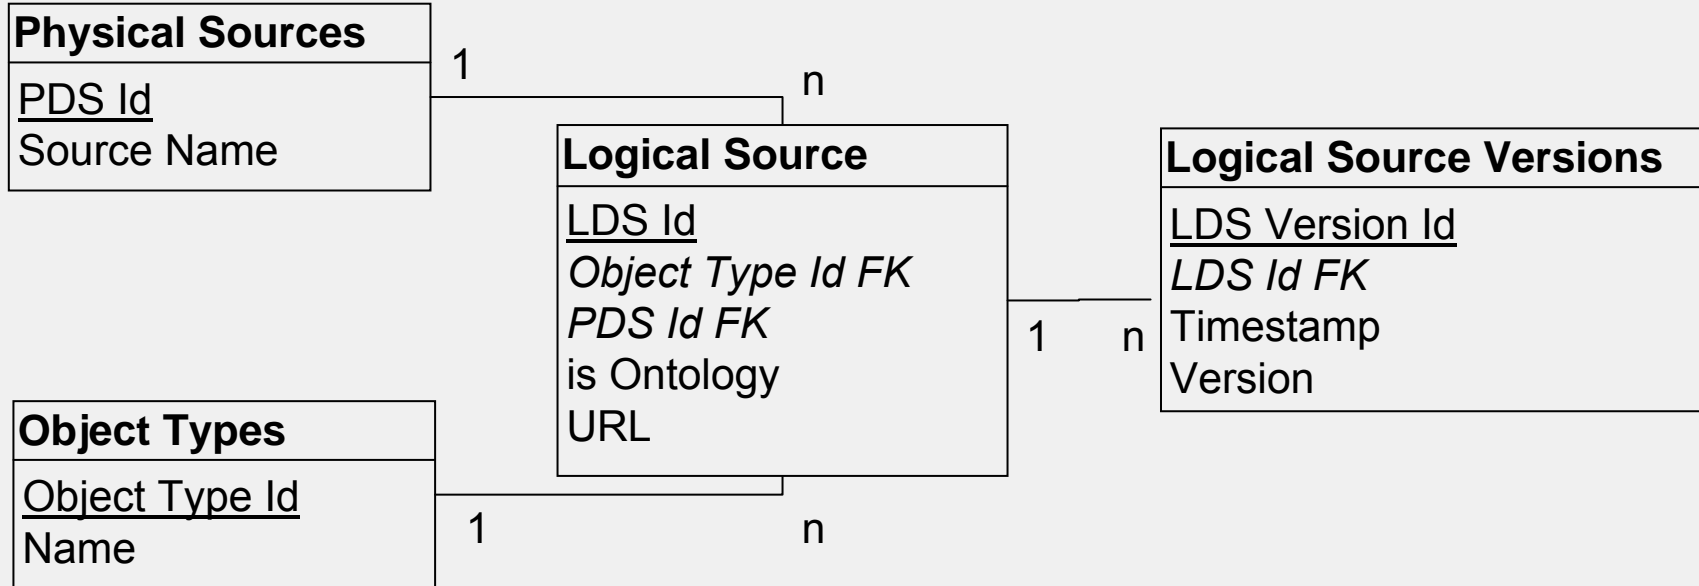 Physical Sources
PDS Id
Source Name
1
n
Logical Source
LDS Id
Object Type Id FK
PDS Id FK
is Ontology
URL
1
n
Logical Source Versions
LDS Version Id
LDS Id FK
Timestamp
Version
Object Types
Object Type Id
Name
1
n